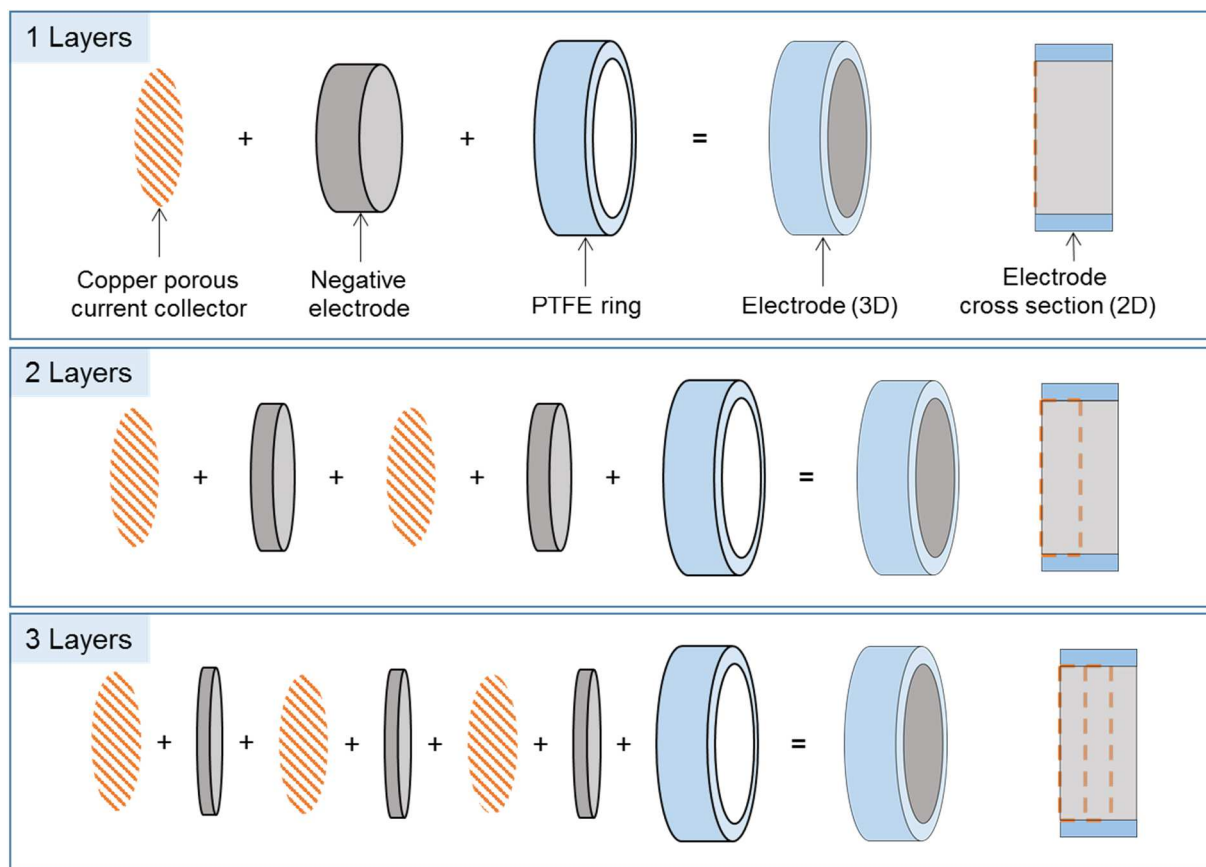 1 Layers
+ + =
Copper porous
current collector
Negative
electrode
PTFE ring
Electrode (3D)
Electrode
cross section (2D)
2 Layers
+ + + + =
3 Layers
+ + + + + + =